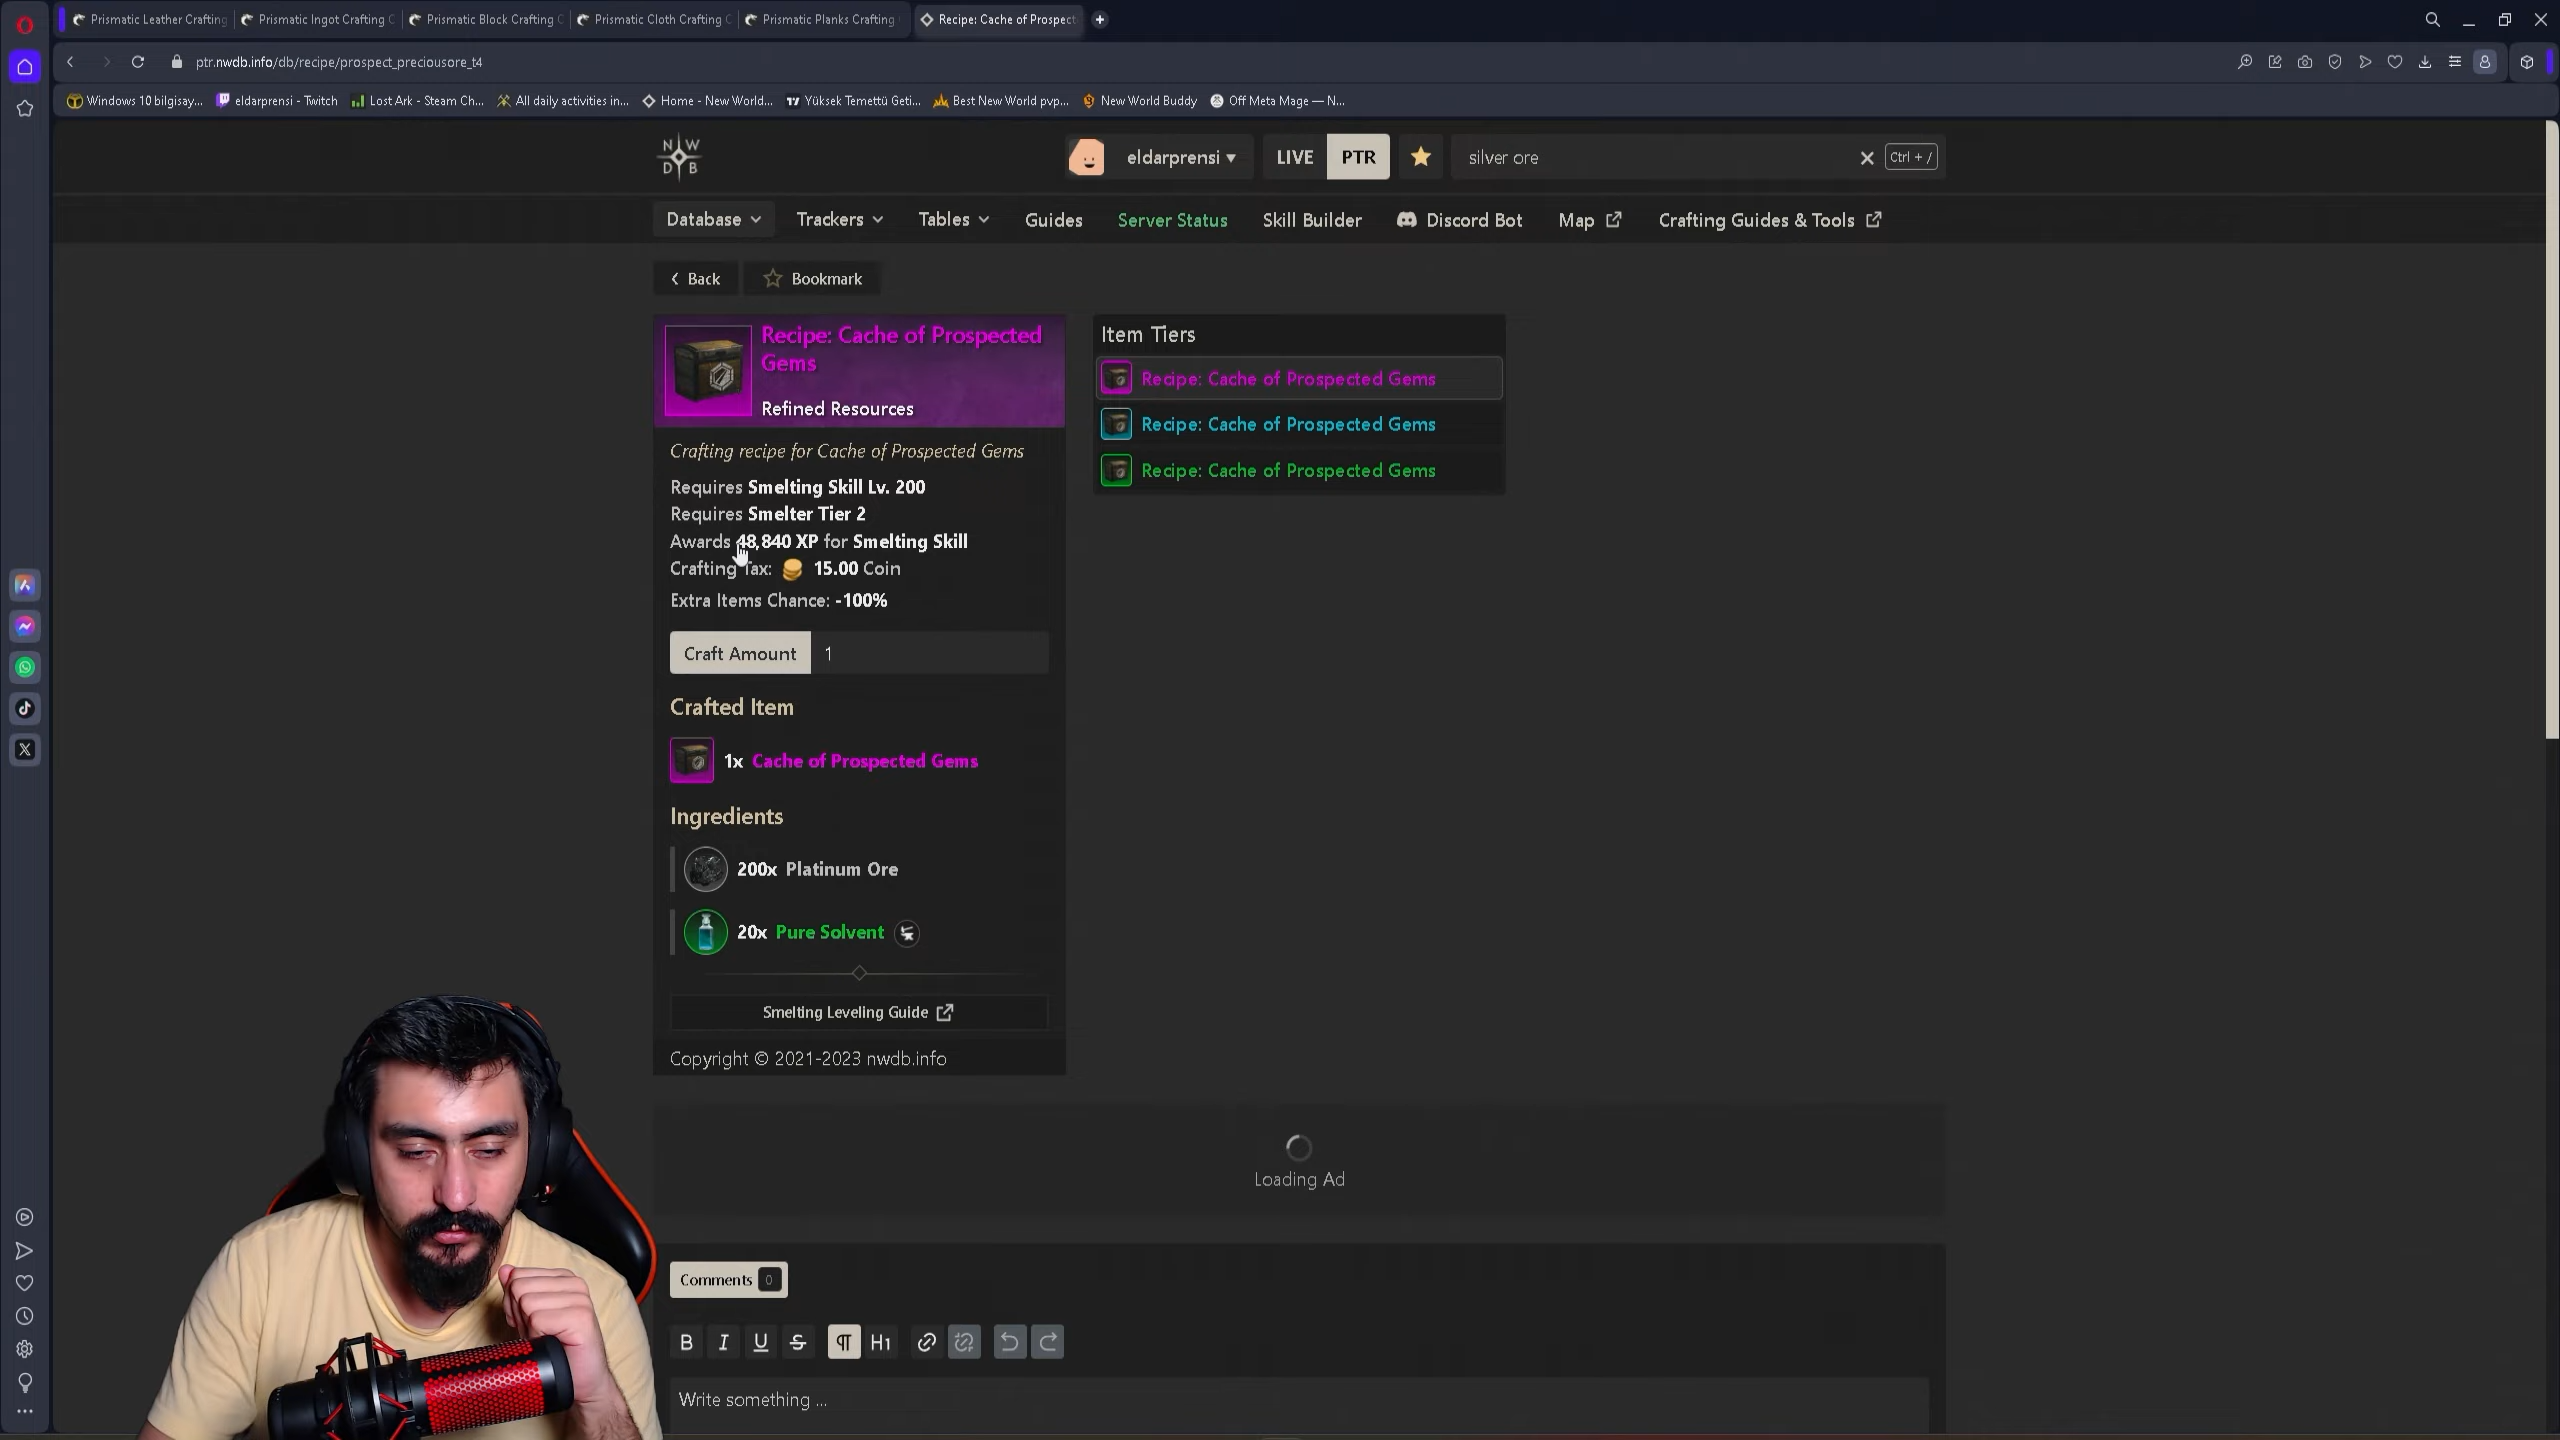 Prismatic Leather Crafting
Prismatic Ingot Crafting C
Prismatic Block Crafting C
Prismatic Cloth Crafting C
Prismatic Planks Crafting
Recipe: Cache of Prospect
ptr.nwdb.info/db/recipe/prospect_preciousore_t4
Windows 10 bilgisay...
eldarprensi - Twitch
Lost Ark - Steam Ch...
All daily activities in...
Home - New World...
Yüksek Temettü Geti...
Best New World pvp...
New World Buddy
Off Meta Mage — N...
N W
D B
eldarprensi
LIVE
PTR
silver ore
Ctrl + /
Database
Trackers
Tables
Guides
Server Status
Skill Builder
Discord Bot
Map
Crafting Guides & Tools
Back
Bookmark
Recipe: Cache of Prospected
Gems
Refined Resources
Crafting recipe for Cache of Prospected Gems
Requires Smelting Skill Lv. 200
Requires Smelter Tier 2
Awards 48,840 XP for Smelting Skill
Crafting Tax: 15.00 Coin
Extra Items Chance: -100%
Craft Amount
1
Crafted Item
1x Cache of Prospected Gems
Ingredients
200x Platinum Ore
20x Pure Solvent
Smelting Leveling Guide
Copyright © 2021-2023 nwdb.info
Item Tiers
Recipe: Cache of Prospected Gems
Recipe: Cache of Prospected Gems
Recipe: Cache of Prospected Gems
Loading Ad
Comments 0
B I U S ¶ H1
Write something ...